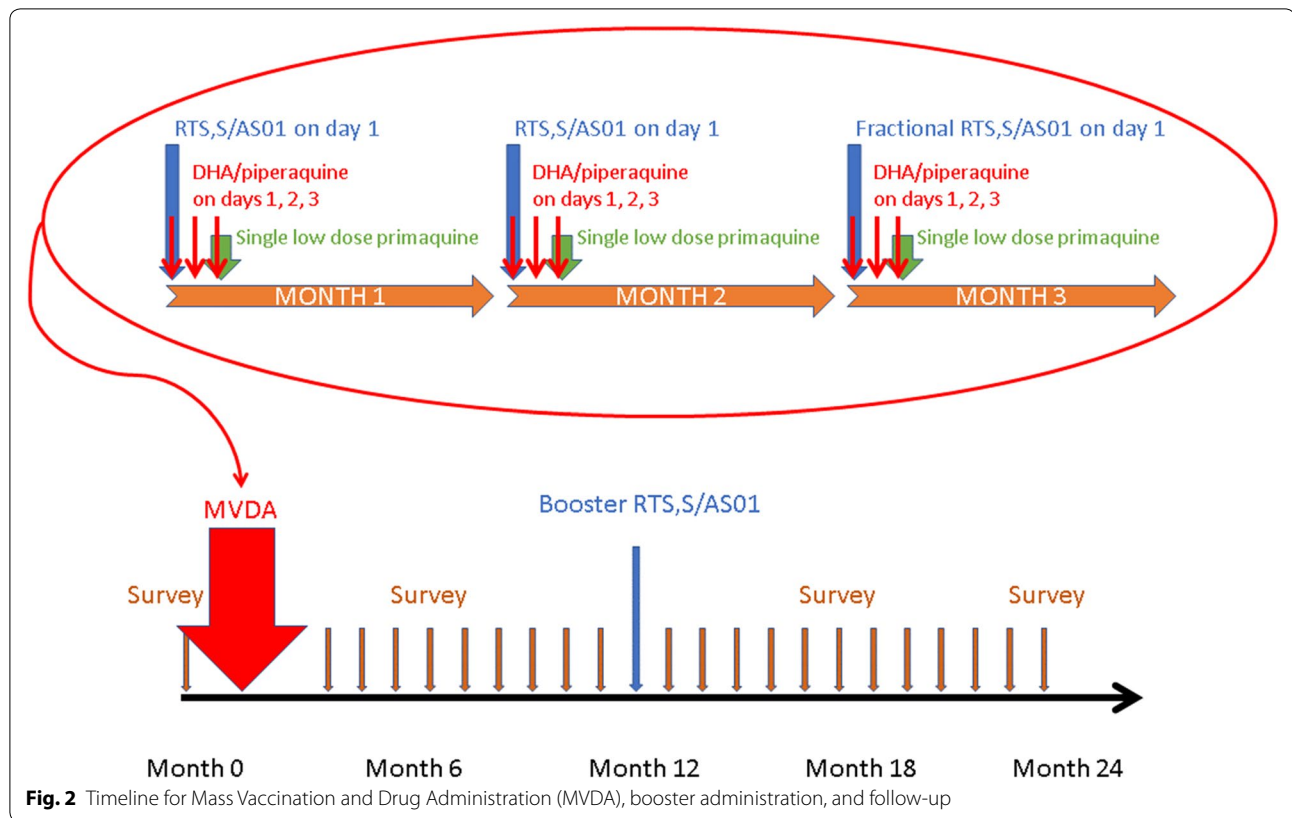 RTS,S/AS01 on day 1
RTS,S/AS01 on day 1
Fractional RTS,S/AS01 on day 1
DHA/piperaquine
on days 1, 2, 3
DHA/piperaquine
on days 1, 2, 3
DHA/piperaquine
on days 1, 2, 3
Single low dose primaquine
Single low dose primaquine
Single low dose primaquine
MONTH 1
MONTH 2
MONTH 3
MVDA
Booster RTS,S/AS01
Survey
Survey
Survey
Survey
Month 0
Month 6
Month 12
Month 18
Month 24
Fig. 2 Timeline for Mass Vaccination and Drug Administration (MVDA), booster administration, and follow-up